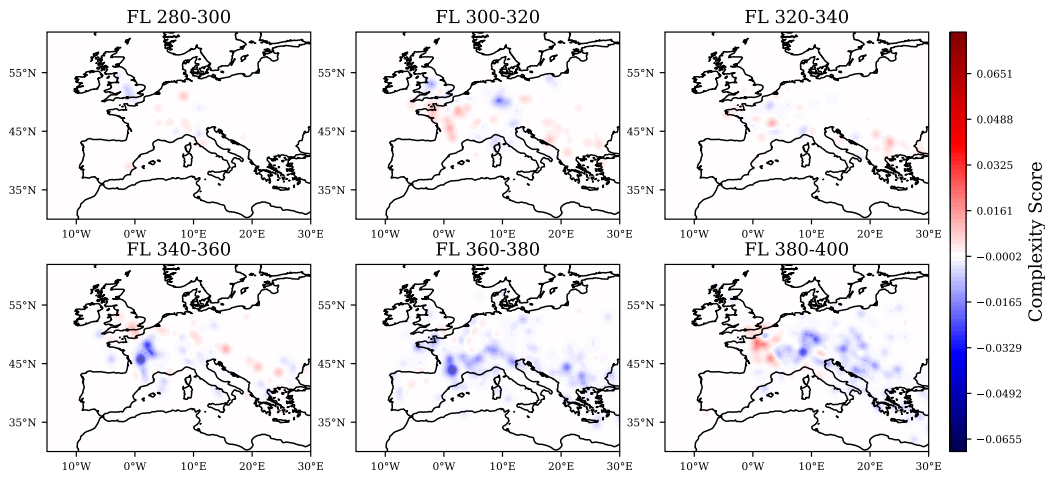 FL 280-300
FL 300-320
FL 320-340
55°N
45°N
35°N
10°W
0°W
10°E
20°E
30°E
55°N
45°N
35°N
10°W
0°W
10°E
20°E
30°E
55°N
45°N
35°N
10°W
0°W
10°E
20°E
30°E
FL 340-360
FL 360-380
FL 380-400
55°N
45°N
35°N
10°W
0°W
10°E
20°E
30°E
55°N
45°N
35°N
10°W
0°W
10°E
20°E
30°E
55°N
45°N
35°N
10°W
0°W
10°E
20°E
30°E
0.0651
0.0488
0.0325
0.0161
−0.0002
−0.0165
−0.0329
−0.0492
−0.0655
Complexity Score